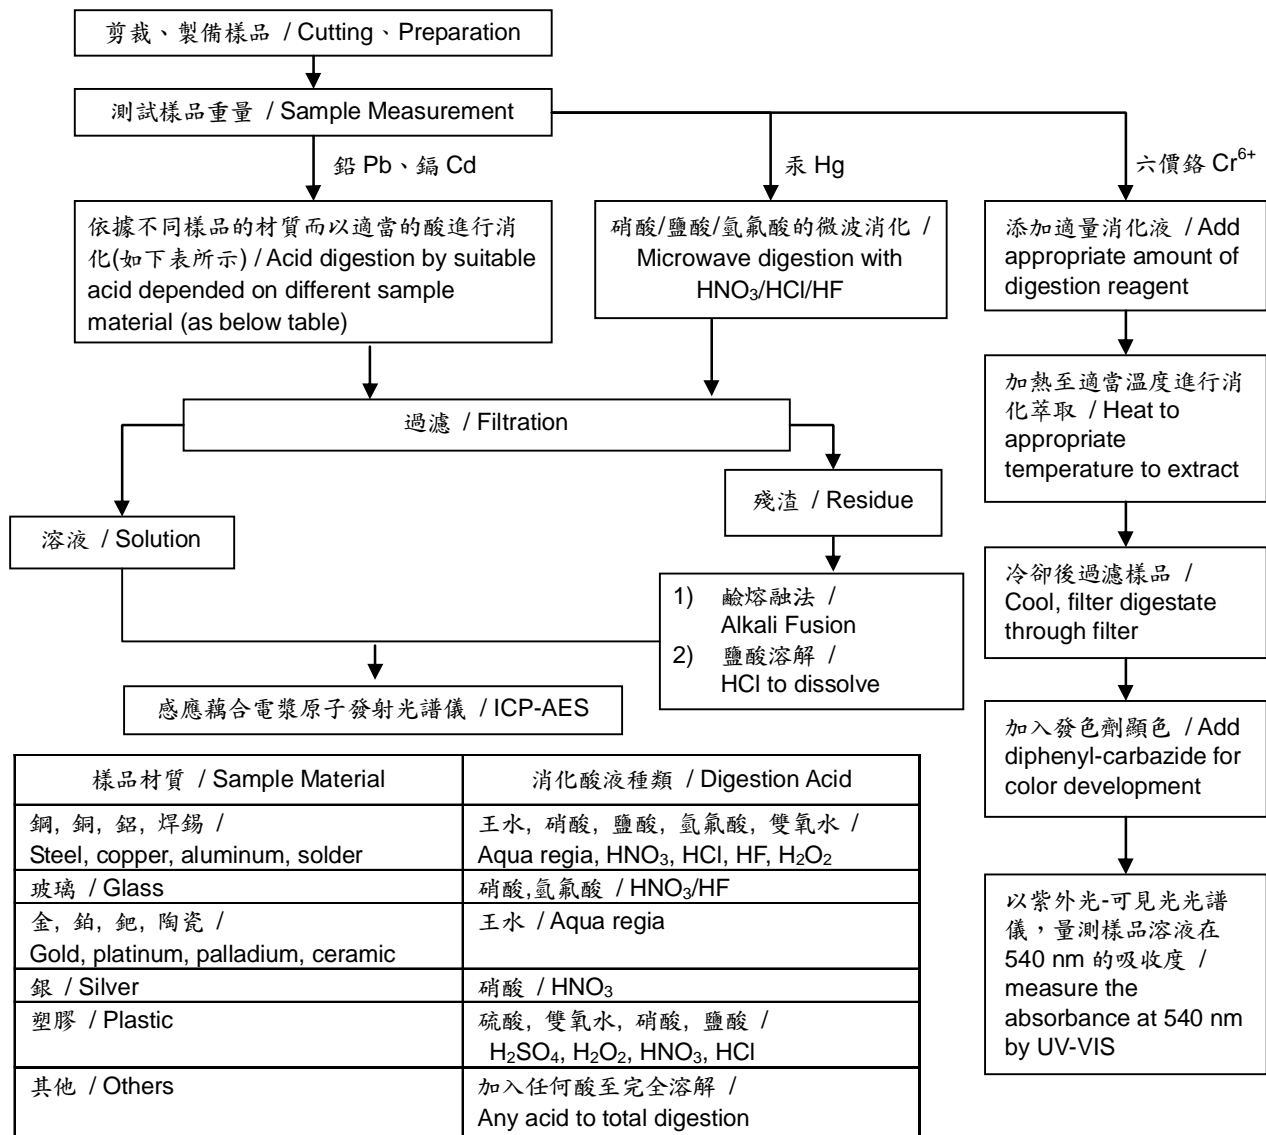 剪裁、製備樣品 / Cutting、Preparation
測試樣品重量 / Sample Measurement
鉛 Pb、鎘 Cd
汞 Hg
六價鉻 Cr⁶⁺
依據不同樣品的材質而以適當的酸進行消
化(如下表所示) / Acid digestion by suitable
acid depended on different sample
material (as below table)
硝酸/鹽酸/氫氟酸的微波消化 /
Microwave digestion with
HNO₃/HCl/HF
添加適量消化液 / Add
appropriate amount of
digestion reagent
加熱至適當溫度進行消
化萃取 / Heat to
appropriate
temperature to extract
過濾 / Filtration
溶液 / Solution
殘渣 / Residue
1) 鹼熔融法 /
Alkali Fusion
2) 鹽酸溶解 /
HCl to dissolve
冷卻後過濾樣品 /
Cool, filter digestate
through filter
感應藕合電漿原子發射光譜儀 / ICP-AES
加入發色劑顯色 / Add
diphenyl-carbazide for
color development
以紫外光-可見光光譜
儀，量測樣品溶液在
540 nm 的吸收度 /
measure the
absorbance at 540 nm
by UV-VIS
樣品材質 / Sample Material
消化酸液種類 / Digestion Acid
鋼, 銅, 鋁, 焊錫 /
Steel, copper, aluminum, solder
王水, 硝酸, 鹽酸, 氫氟酸, 雙氧水 /
Aqua regia, HNO₃, HCl, HF, H₂O₂
玻璃 / Glass
硝酸,氫氟酸 / HNO₃/HF
金, 鉑, 鈀, 陶瓷 /
Gold, platinum, palladium, ceramic
王水 / Aqua regia
銀 / Silver
硝酸 / HNO₃
塑膠 / Plastic
硫酸, 雙氧水, 硝酸, 鹽酸 /
H₂SO₄, H₂O₂, HNO₃, HCl
其他 / Others
加入任何酸至完全溶解 /
Any acid to total digestion